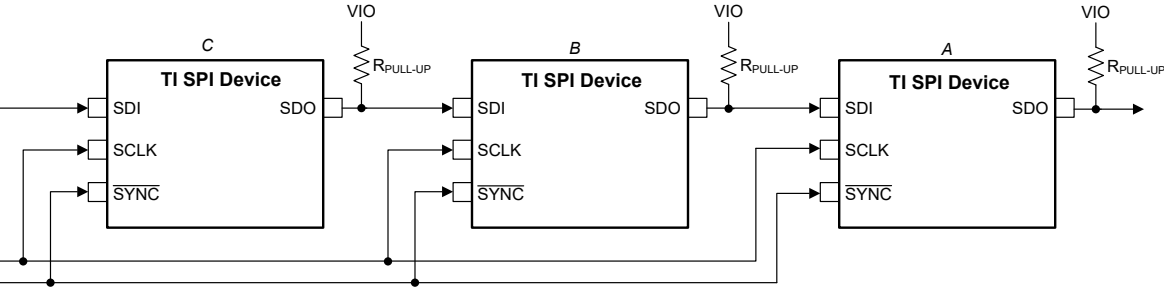 VIO
VIO
VIO
C
B
A
TI SPI Device
RPULL-UP
TI SPI Device
RPULL-UP
TI SPI Device
RPULL-UP
SDI
SDO
SDI
SDO
SDI
SDO
SCLK
SCLK
SCLK
SYNC
SYNC
SYNC